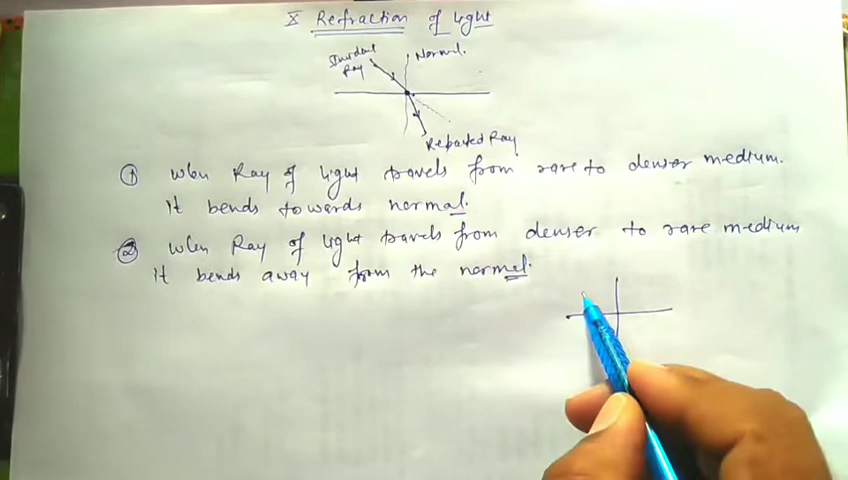 X Refraction of light
Incident
Ray
Normal.
Refracted Ray
① When Ray of light travels from rare to denser medium.
it bends towards normal.
② When Ray of light travels from denser to rare medium
it bends away from the normal.